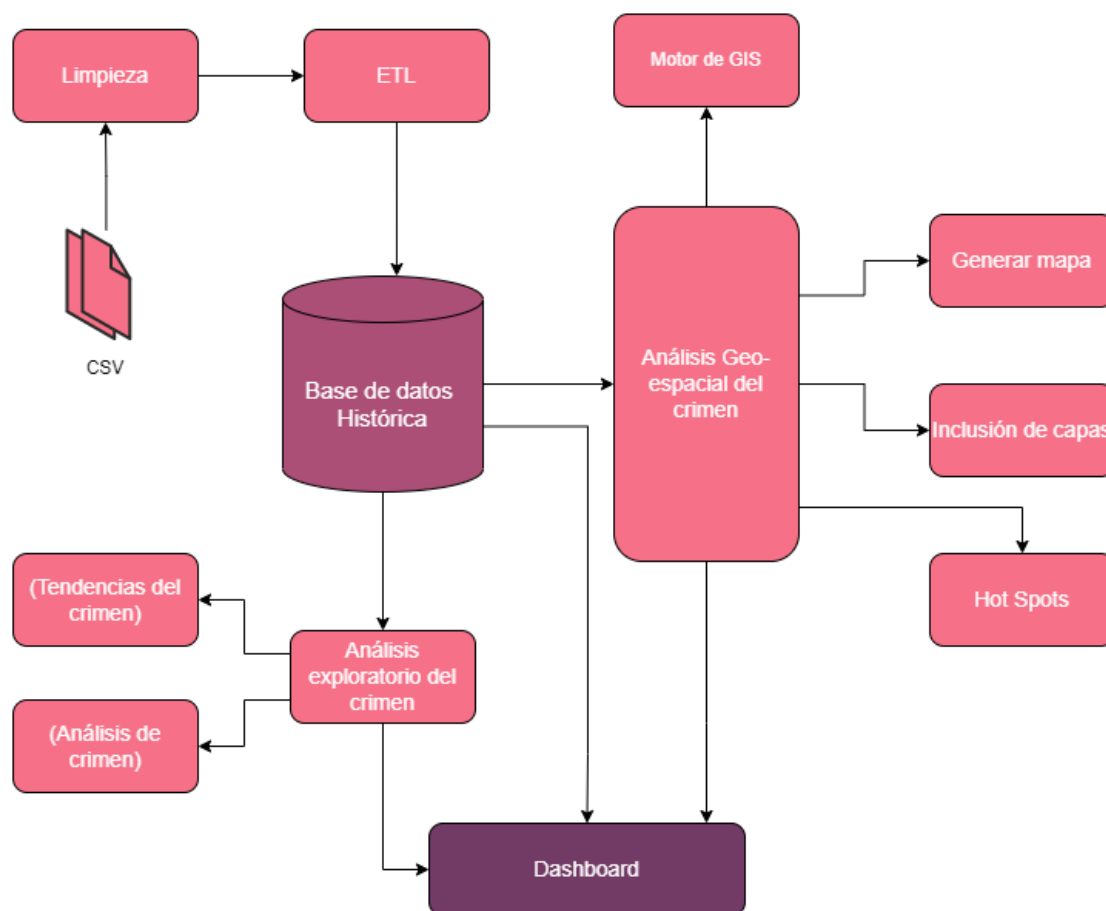 Limpieza
ETL
Motor de GIS
CSV
Generar mapa
Base de datos
Histórica
Análisis Geo-
espacial del
crimen
Inclusión de capas
(Tendencias del
crimen)
Hot Spots
Análisis
exploratorio del
crimen
(Análisis de
crimen)
Dashboard